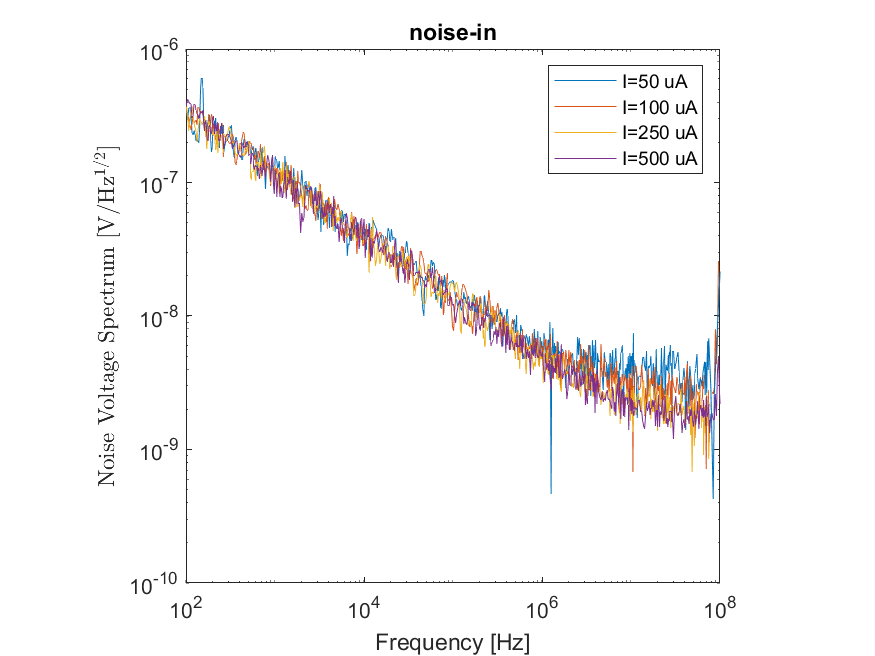 noise-in
I=50 uA
I=100 uA
I=250 uA
I=500 uA
Noise Voltage Spectrum [V/Hz^{1/2}]
10^{-6}
10^{-7}
10^{-8}
10^{-9}
10^{-10}
10^{2} 10^{4} 10^{6} 10^{8}
Frequency [Hz]